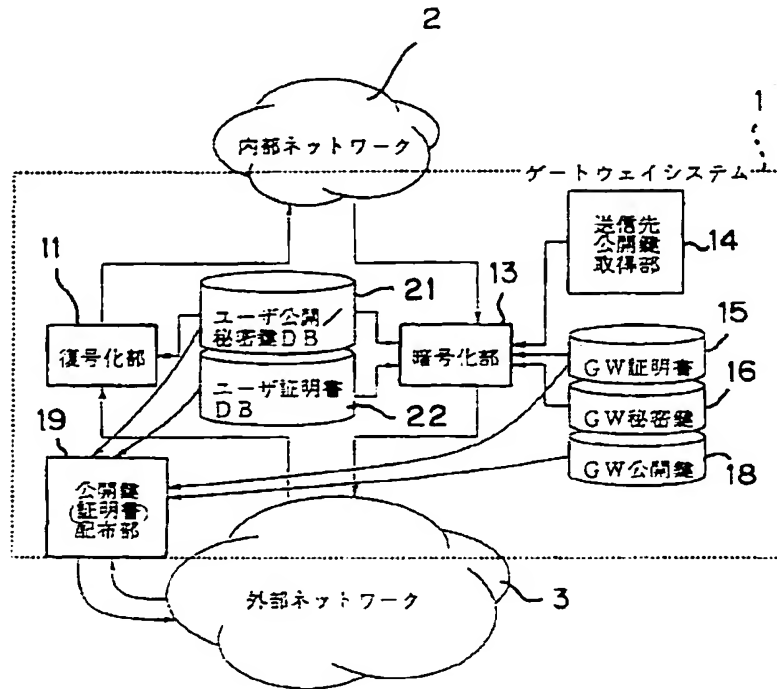 2
1
内部ネットワーク
ゲートウェイシステム
送信先
公開鍵
取得部
14
11
21
13
復号化部
ユーザ公開/
秘密鍵DB
暗号化部
15
GW証明書
ユーザ証明書
DB
22
16
GW秘密鍵
19
公開鍵
(証明書)
配布部
GW公開鍵
18
外部ネットワーク
3